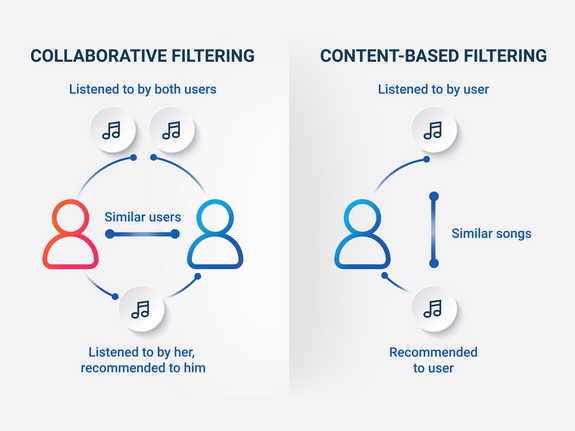 COLLABORATIVE FILTERING
Listened to by both users
Similar users
Listened to by her,
recommended to him
CONTENT-BASED FILTERING
Listened to by user
Similar songs
Recommended
to user